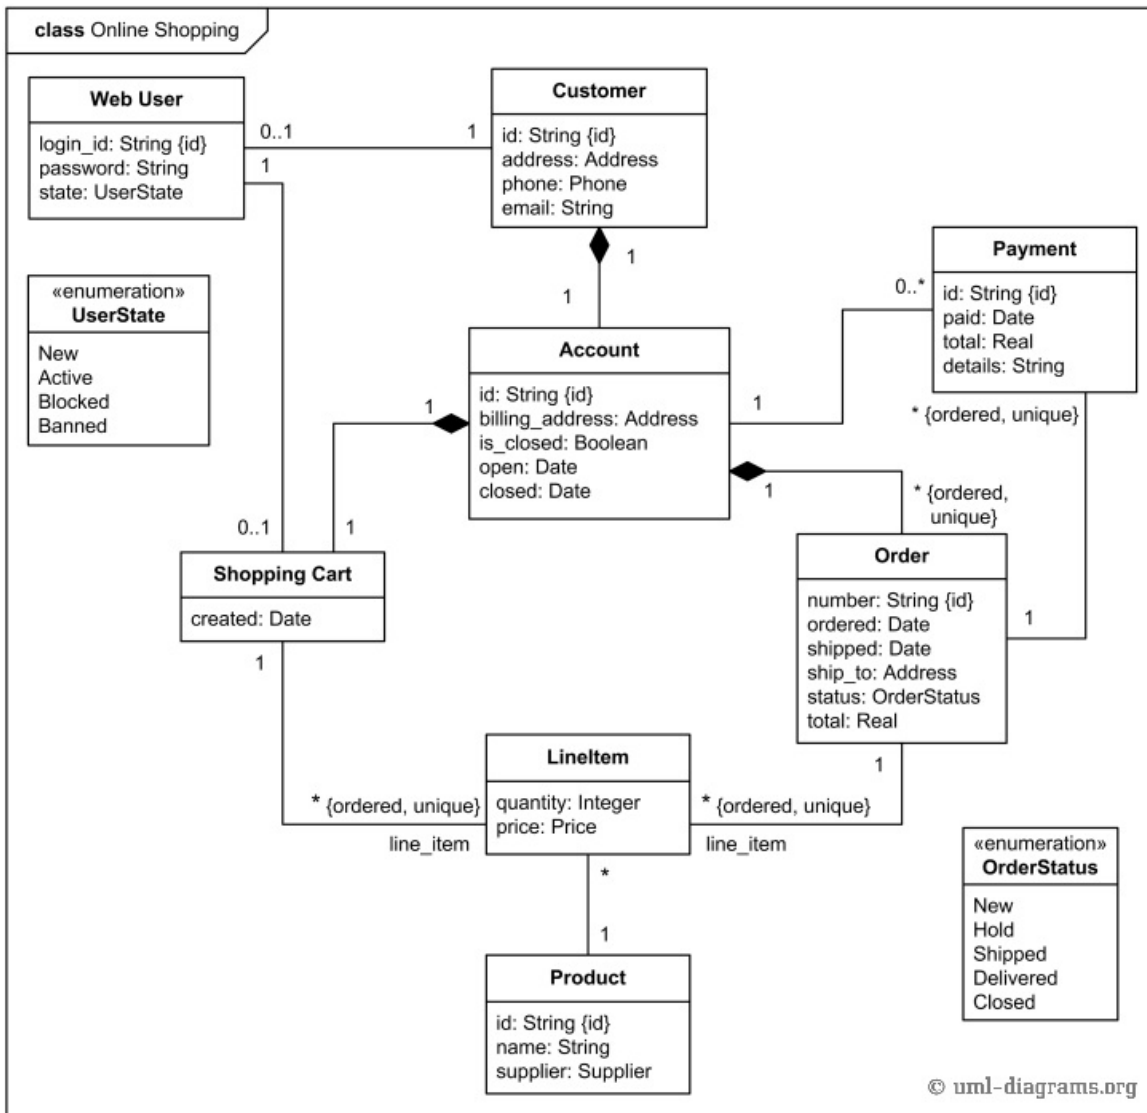 class Online Shopping
Web User
login_id: String {id}
password: String
state: UserState
0..1
1
1
Customer
id: String {id}
address: Address
phone: Phone
email: String
1
1
«enumeration»
UserState
New
Active
Blocked
Banned
Account
id: String {id}
billing_address: Address
is_closed: Boolean
open: Date
closed: Date
1
1
0..*
Payment
id: String {id}
paid: Date
total: Real
details: String
* {ordered, unique}
1
* {ordered,
unique}
0..1
1
Shopping Cart
created: Date
1
Order
number: String {id}
ordered: Date
shipped: Date
ship_to: Address
status: OrderStatus
total: Real
1
1
LineItem
quantity: Integer
price: Price
* {ordered, unique}
line_item
* {ordered, unique}
line_item
*
1
Product
id: String {id}
name: String
supplier: Supplier
«enumeration»
OrderStatus
New
Hold
Shipped
Delivered
Closed
© uml-diagrams.org